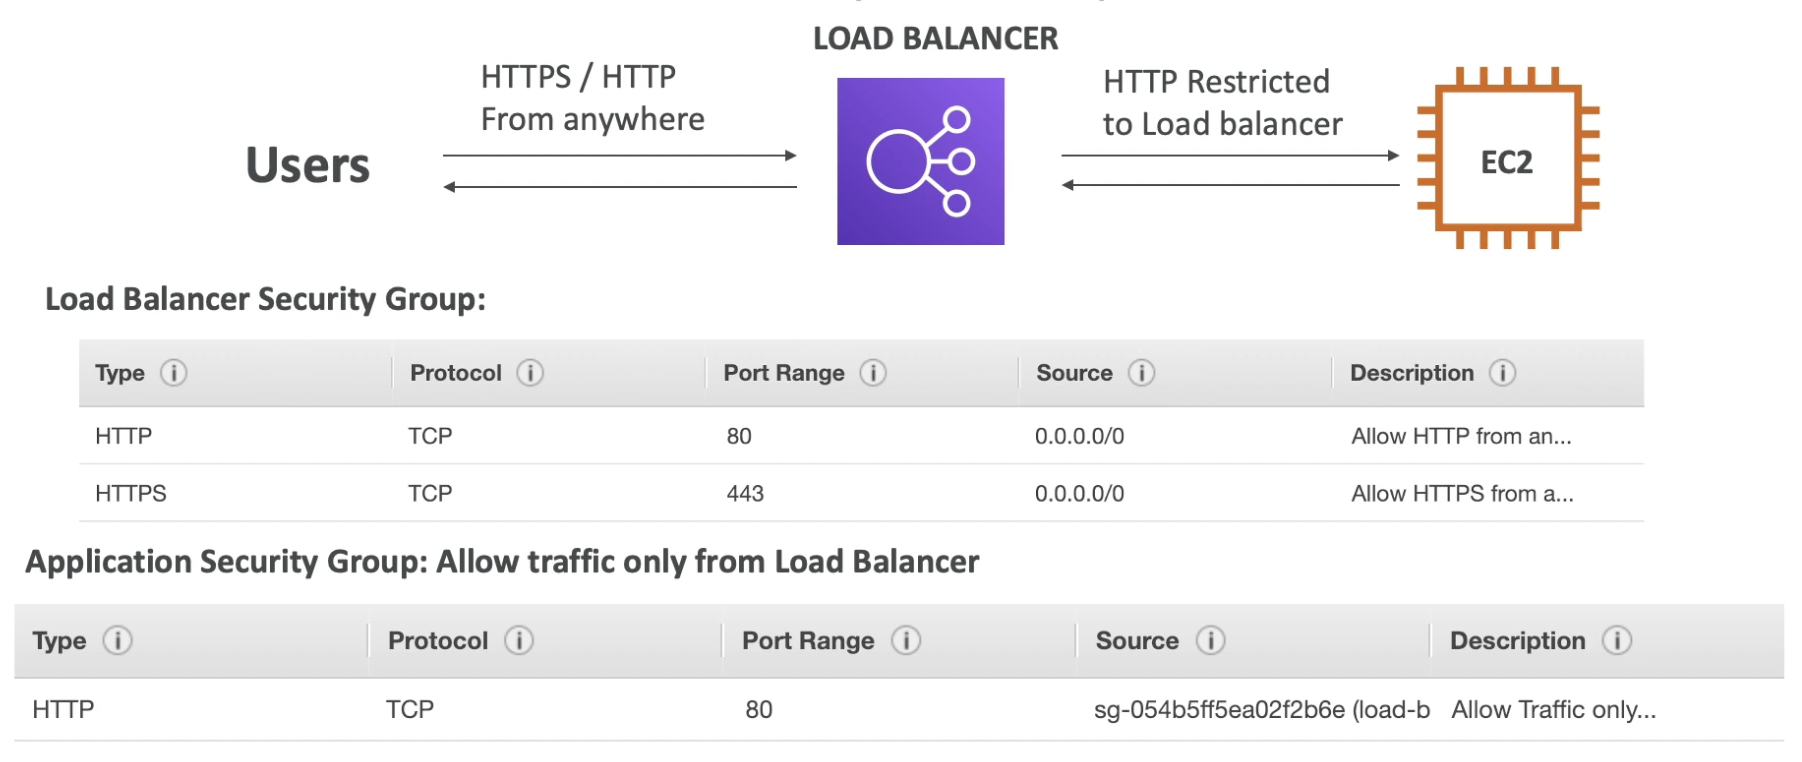 LOAD BALANCER
HTTPS / HTTP
From anywhere
HTTP Restricted
to Load balancer
Users
EC2
Load Balancer Security Group:
Type Protocol Port Range Source Description
HTTP TCP 80 0.0.0.0/0 Allow HTTP from an...
HTTPS TCP 443 0.0.0.0/0 Allow HTTPS from a...
Application Security Group: Allow traffic only from Load Balancer
Type Protocol Port Range Source Description
HTTP TCP 80 sg-054b5ff5ea02f2b6e (load-b Allow Traffic only...